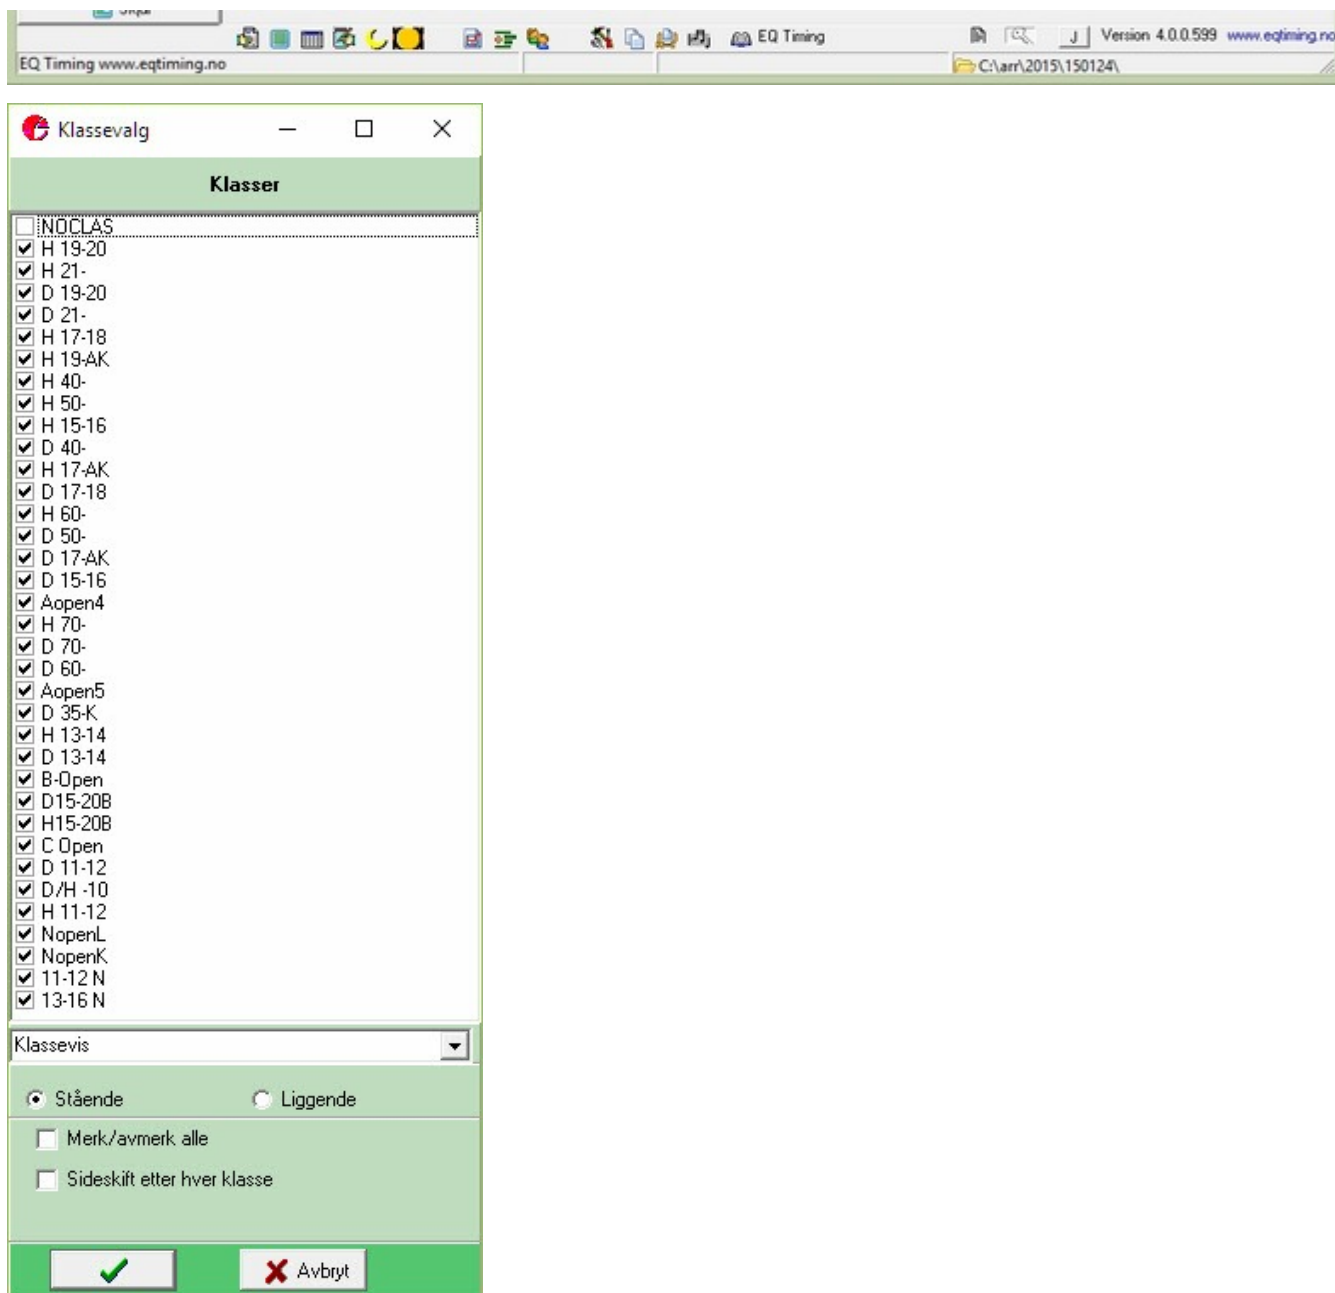 EQ Timing
J
Version 4.0.0.599 www.eqtiming.no
EQ Timing www.eqtiming.no
C:\arr\2015\150124\
Klassevalg
Klasser
NOCLAS
H 19-20
H 21-
D 19-20
D 21-
H 17-18
H 19-AK
H 40-
H 50-
H 15-16
D 40-
H 17-AK
D 17-18
H 60-
D 50-
D 17-AK
D 15-16
Aopen4
H 70-
D 70-
D 60-
Aopen5
D 35-K
H 13-14
D 13-14
B-Open
D15-20B
H15-20B
C Open
D 11-12
D/H -10
H 11-12
NopenL
NopenK
11-12 N
13-16 N
Klassevis
Stående
Liggende
Merk/avmerk alle
Sideskift etter hver klasse
Avbryt